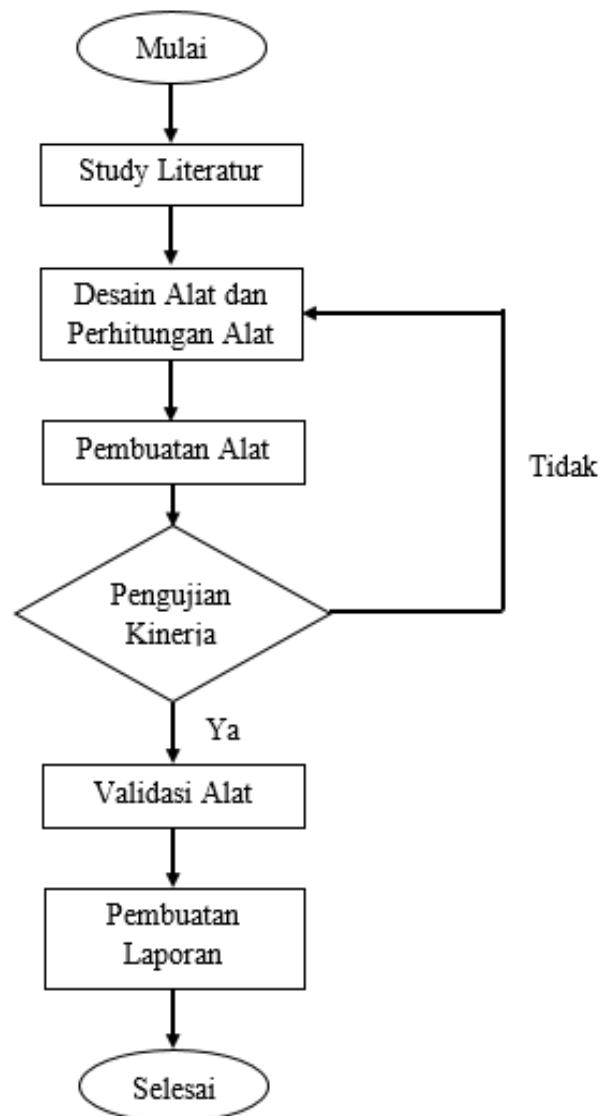 Mulai
Study Literatur
Desain Alat dan
Perhitungan Alat
Pembuatan Alat
Tidak
Pengujian
Kinerja
Ya
Validasi Alat
Pembuatan
Laporan
Selesai